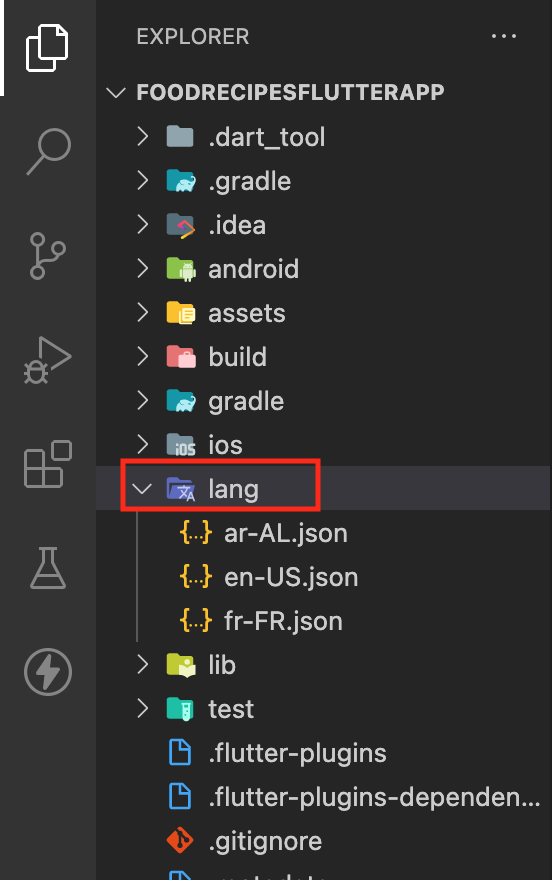 EXPLORER
FOODRECIPESFLUTTERAPP
.dart_tool
.gradle
.idea
android
assets
build
gradle
iOS ios
lang
{...} ar-AL.json
{...} en-US.json
{...} fr-FR.json
lib
test
.flutter-plugins
.flutter-plugins-dependen...
.gitignore